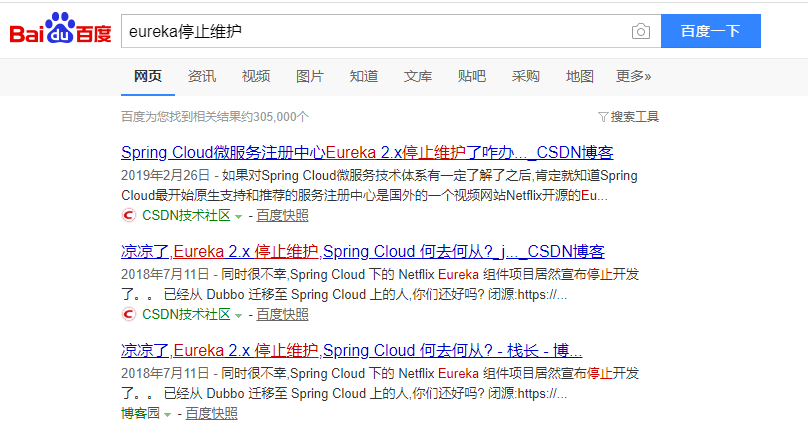 Bai du 百度 eureka停止维护 百度一下
网页 资讯 视频 图片 知道 文库 贴吧 采购 地图 更多»
百度为您找到相关结果约305,000个 搜索工具
Spring Cloud微服务注册中心Eureka 2.x停止维护了咋办..._CSDN博客
2019年2月26日 - 如果对Spring Cloud微服务技术体系有一定了解了之后,肯定就知道Spring
Cloud最开始原生支持和推荐的服务注册中心是国外的一个视频网站Netflix开源的Eu...
C CSDN技术社区 - 百度快照
凉凉了,Eureka 2.x 停止维护,Spring Cloud 何去何从?_j..._CSDN博客
2018年7月11日 - 同时很不幸,Spring Cloud 下的 Netflix Eureka 组件项目居然宣布停止开发
了。。 已经从 Dubbo 迁移至 Spring Cloud 上的人,你们还好吗? 闭源:https://...
C CSDN技术社区 - 百度快照
凉凉了,Eureka 2.x 停止维护,Spring Cloud 何去何从? - 栈长 - 博...
2018年7月11日 - 同时很不幸,Spring Cloud 下的 Netflix Eureka 组件项目居然宣布停止开发
了。。 已经从 Dubbo 迁移至 Spring Cloud 上的人,你们还好吗? 闭源:https://...
博客园 - 百度快照